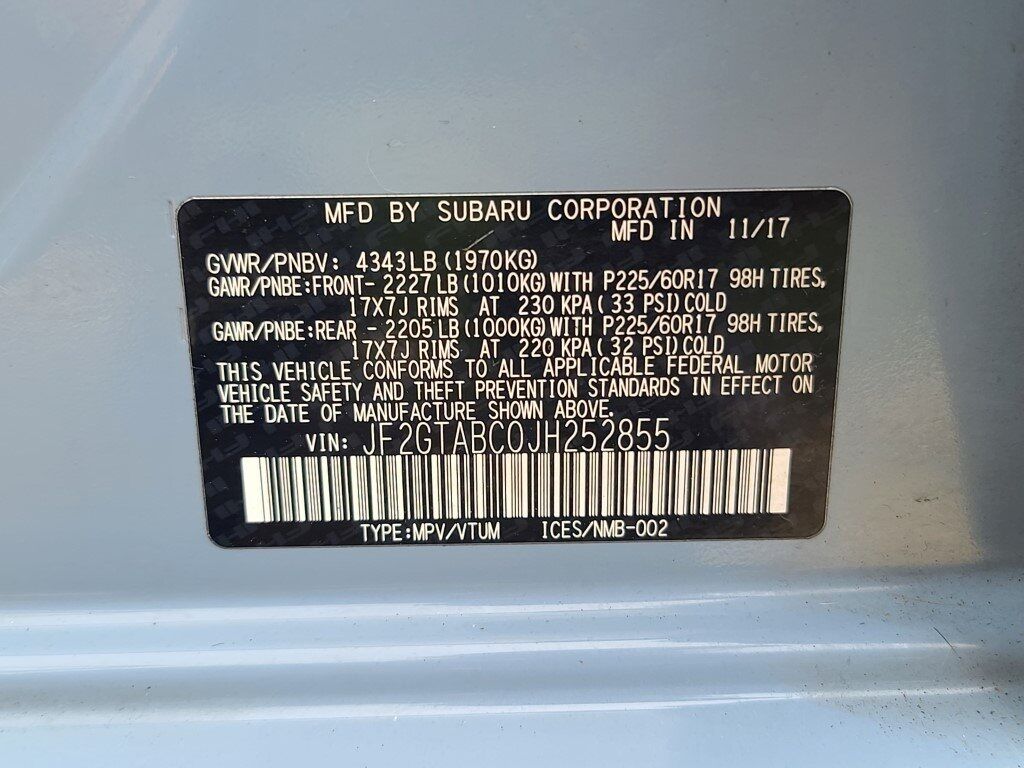 MFD BY SUBARU CORPORATION
MFD IN 11/17
GVWR/PNBV: 4343LB (1970KG)
GAWR/PNBE:FRONT- 2227LB (1010KG) WITH P225/60R17 98H TIRES,
17X7J RIMS AT 230 KPA( 33 PSI) COLD
GAWR/PNBE:REAR - 2205LB (1000KG) WITH P225/60R17 98H TIRES,
17X7J RIMS AT 220 KPA( 32 PSI) COLD
THIS VEHICLE CONFORMS TO ALL APPLICABLE FEDERAL MOTOR
VEHICLE SAFETY AND THEFT PREVENTION STANDARDS IN EFFECT ON
THE DATE OF MANUFACTURE SHOWN ABOVE.
VIN: JF2GTABC0JH252855
TYPE:MPV/VTUM ICES/NMB-002